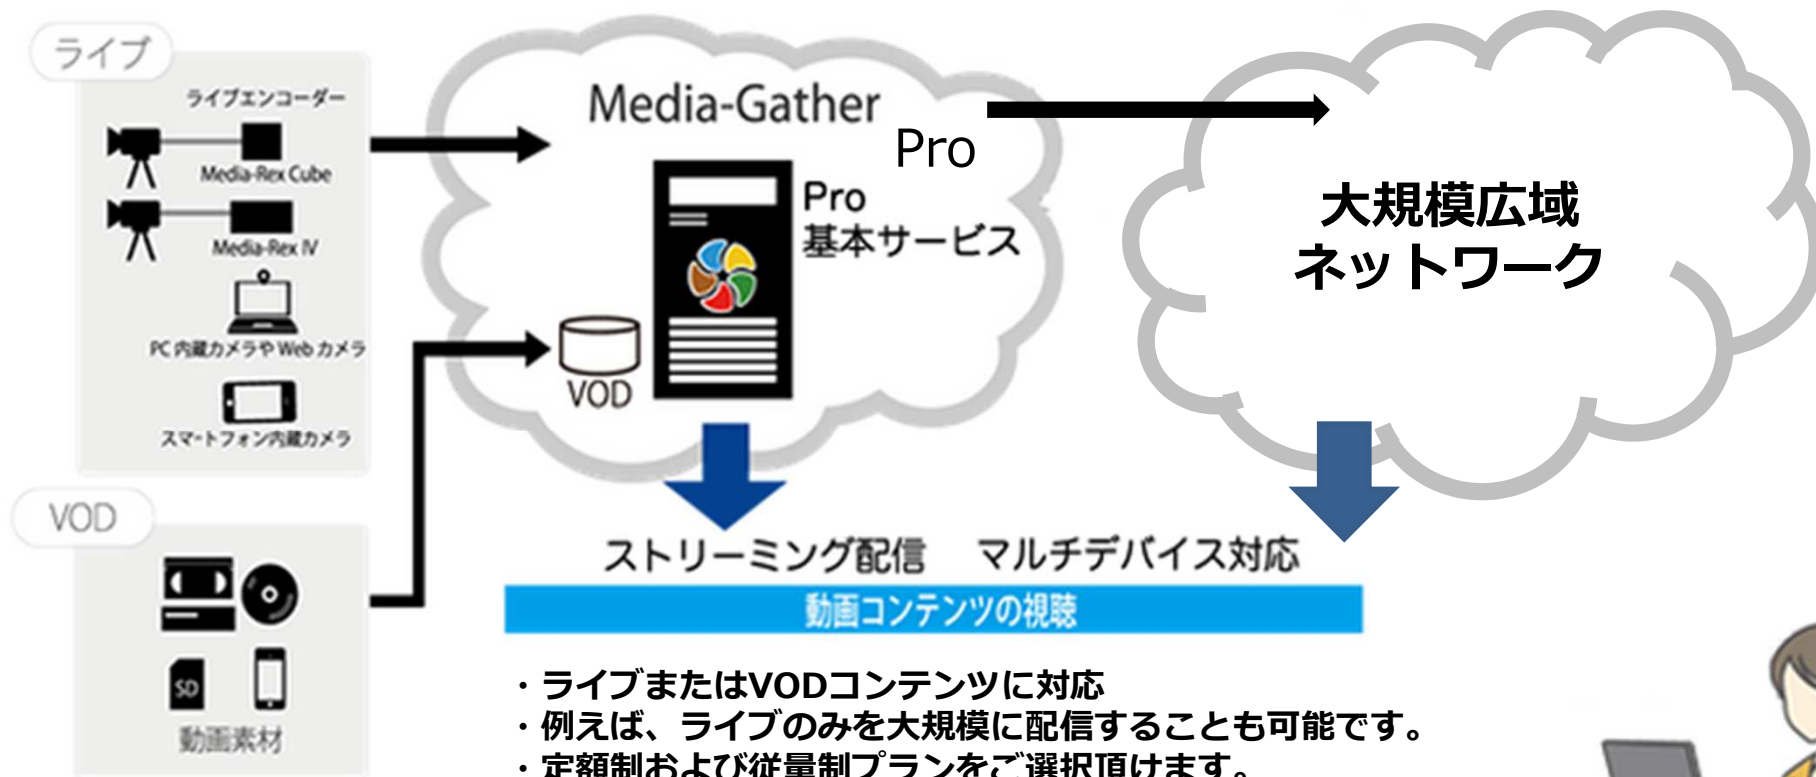 ライブ
ライブエンコーダー
Media-Rex Cube
Media-Rex IV
PC 内蔵カメラや Web カメラ
スマートフォン内蔵カメラ
VOD
SD
動画素材
Media-Gather
Pro
Pro
基本サービス
VOD
大規模広域
ネットワーク
ストリーミング配信 マルチデバイス対応
動画コンテンツの視聴
・ライブまたはVODコンテンツに対応
・例えば、ライブのみを大規模に配信することも可能です。
・定額制および従量制プランをご選択頂けます。